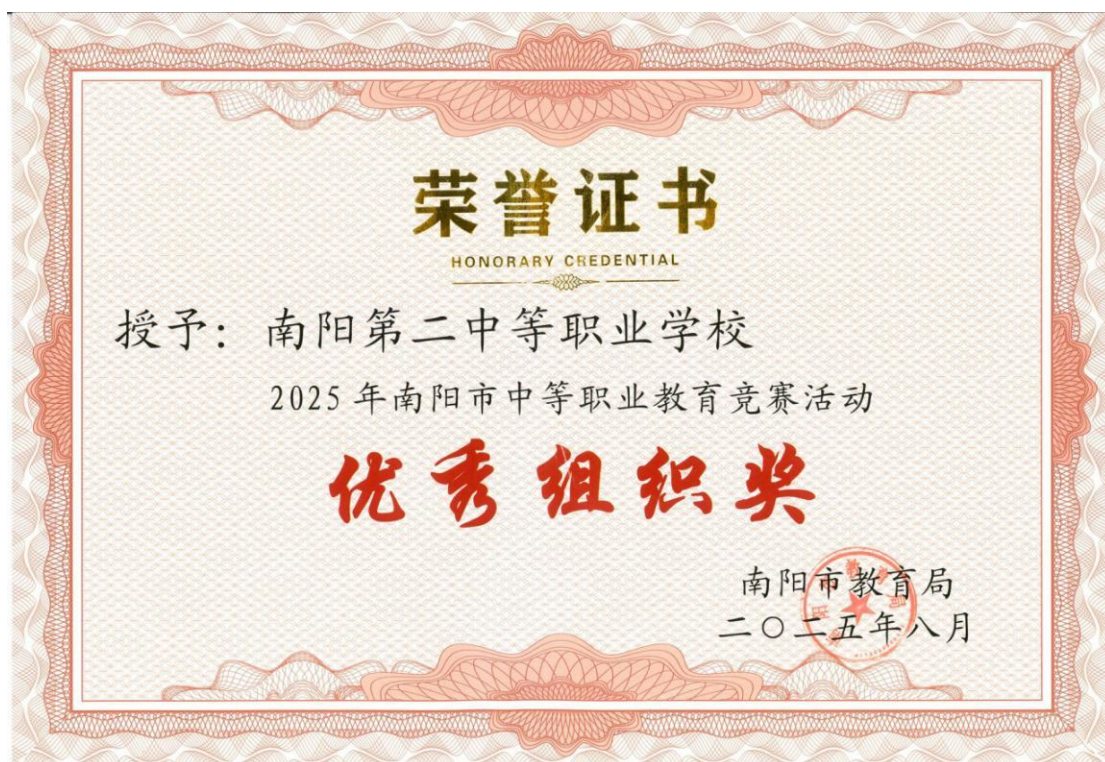 荣誉证书
HONORARY CREDENTIAL
授予：南阳第二中等职业学校
2025年南阳市中等职业教育竞赛活动
优秀组织奖
南阳市教育局
二〇二五年八月